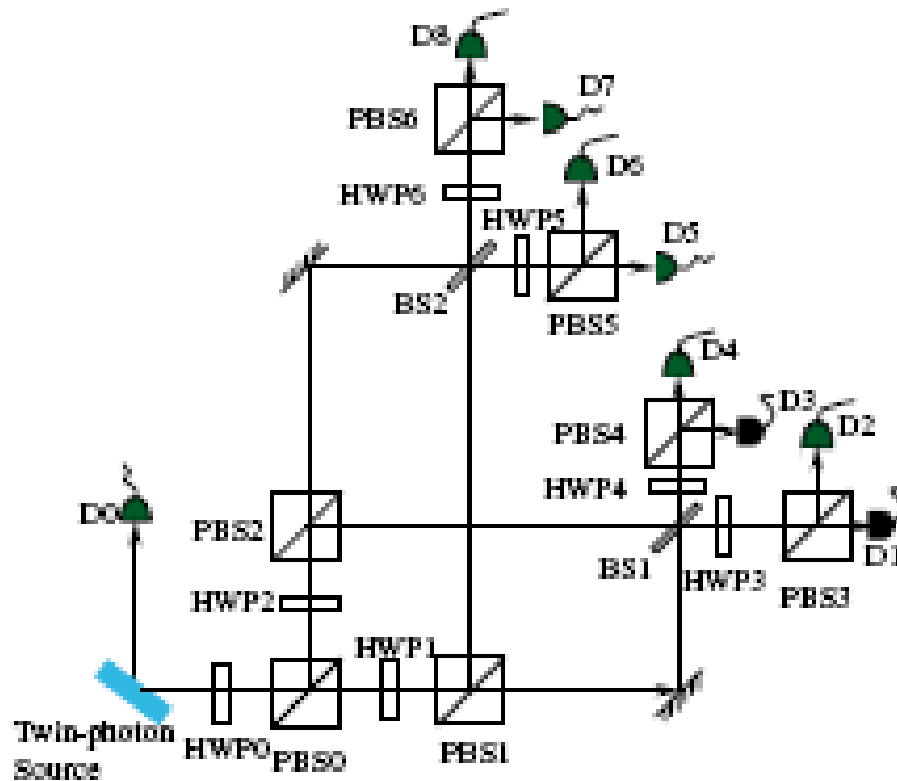 D8
D7
PBS6
D6
HWP6
HWP5
D5
BS2
PBS5
D4
D3
D2
PBS4
HWP4
D0
PBS2
BS1
HWP3
D1
PBS3
HWP2
HWP1
Twin-photon
Source
HWP0
PBS0
PBS1